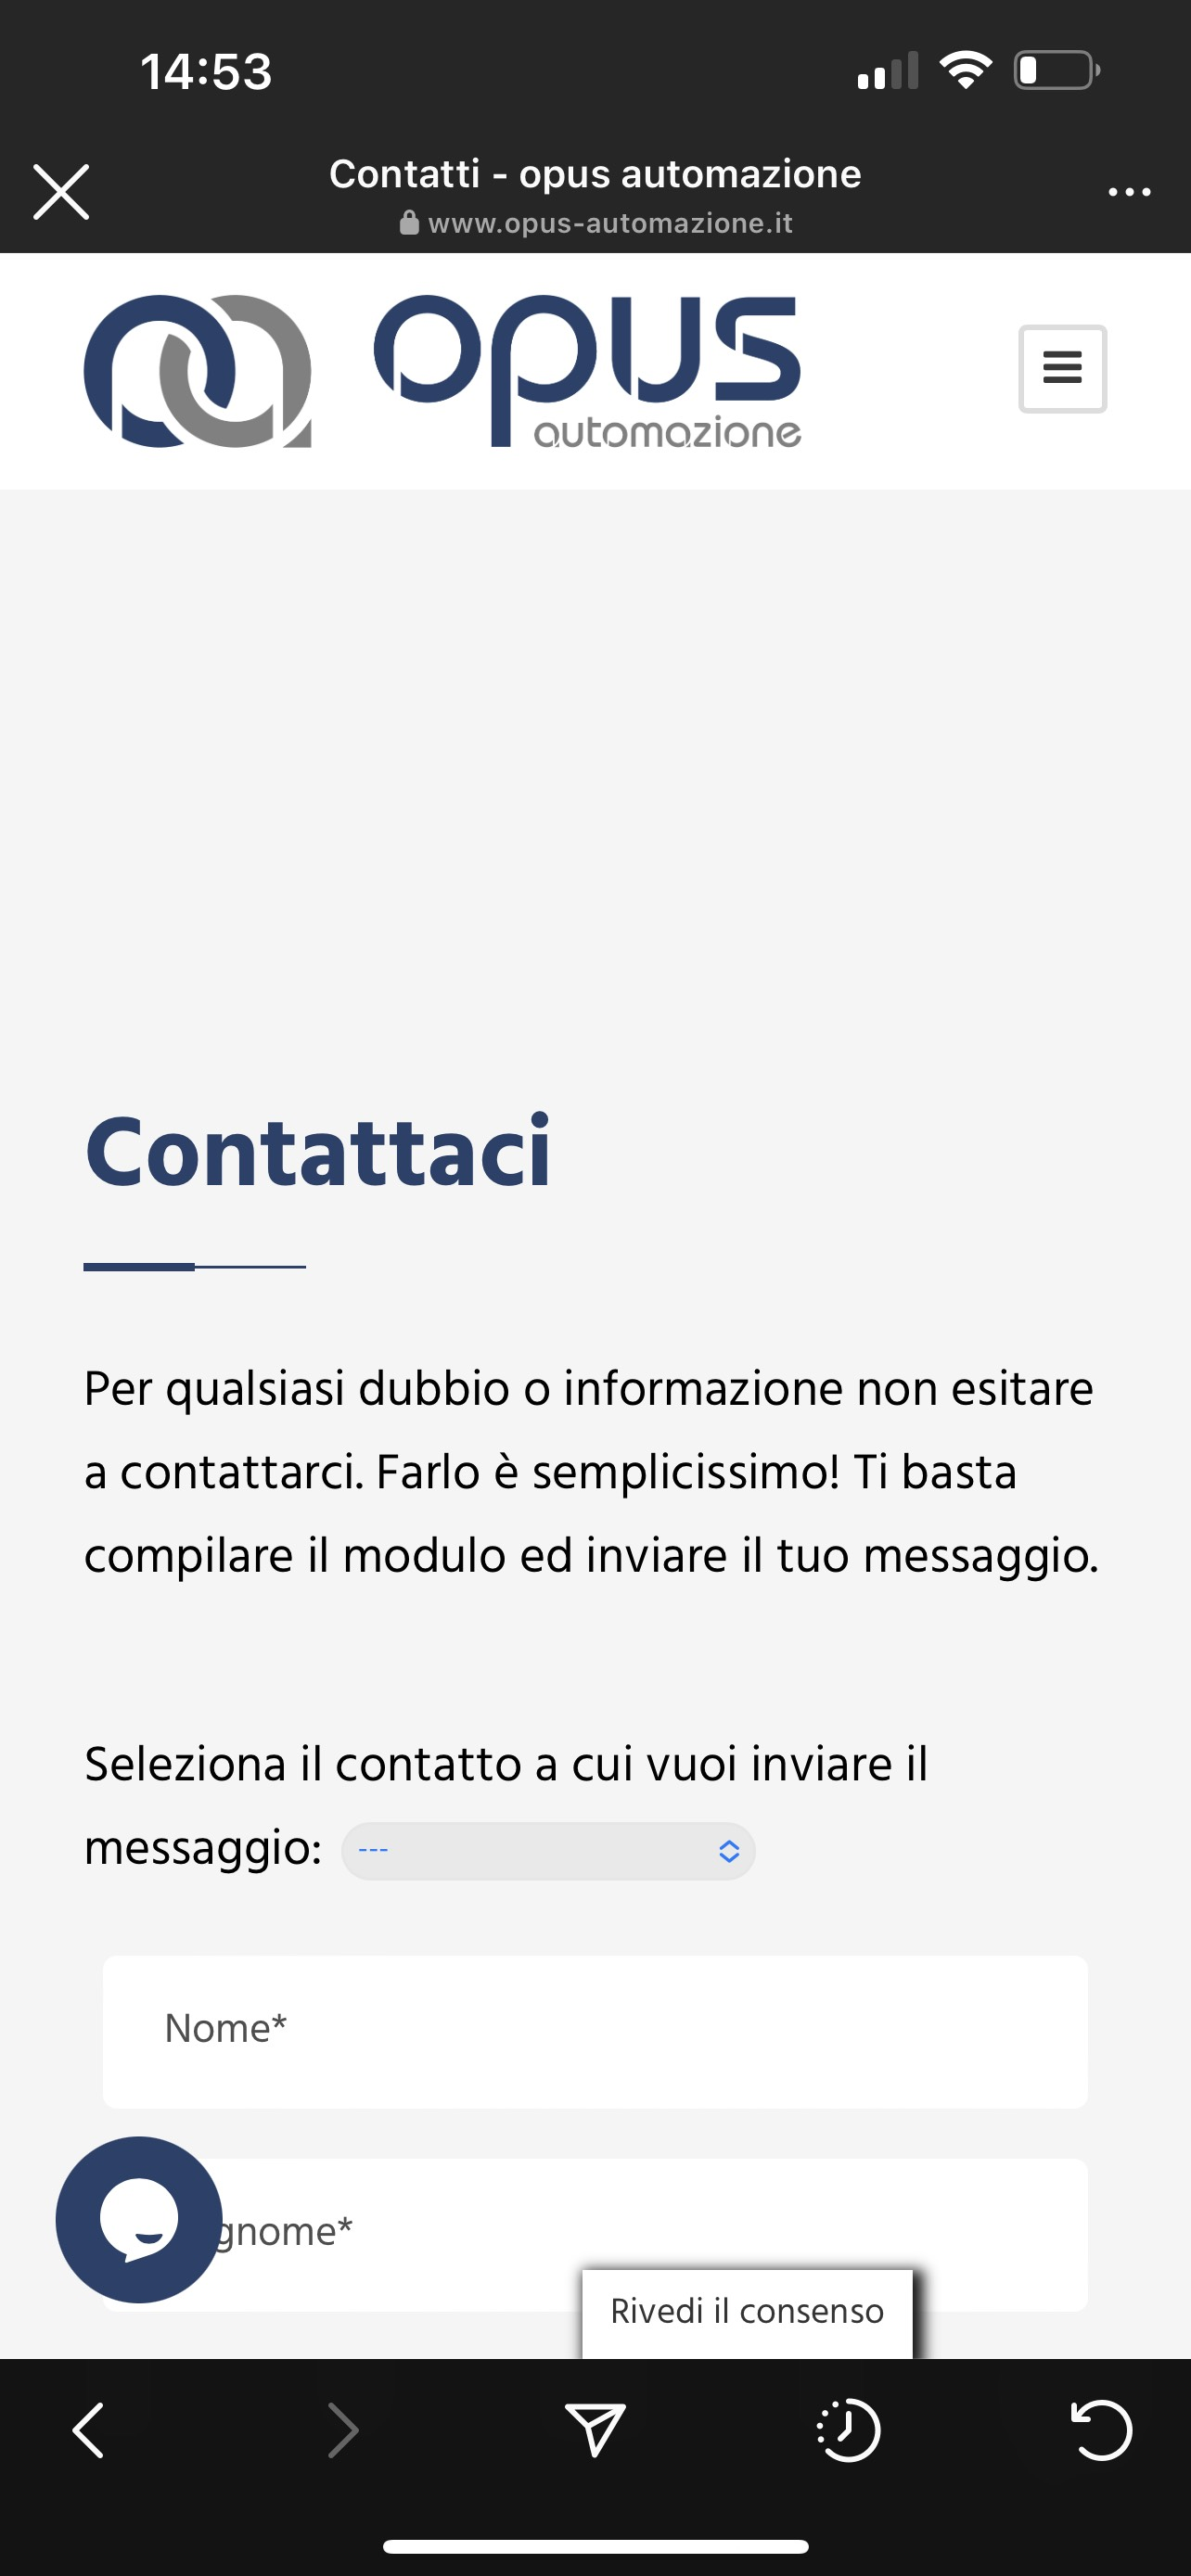 14:53
Contatti - opus automazione
www.opus-automazione.it
opus
automazione
Contattaci
Per qualsiasi dubbio o informazione non esitare
a contattarci. Farlo è semplicissimo! Ti basta
compilare il modulo ed inviare il tuo messaggio.
Seleziona il contatto a cui vuoi inviare il
messaggio: ---
Nome*
gnome*
Rivedi il consenso